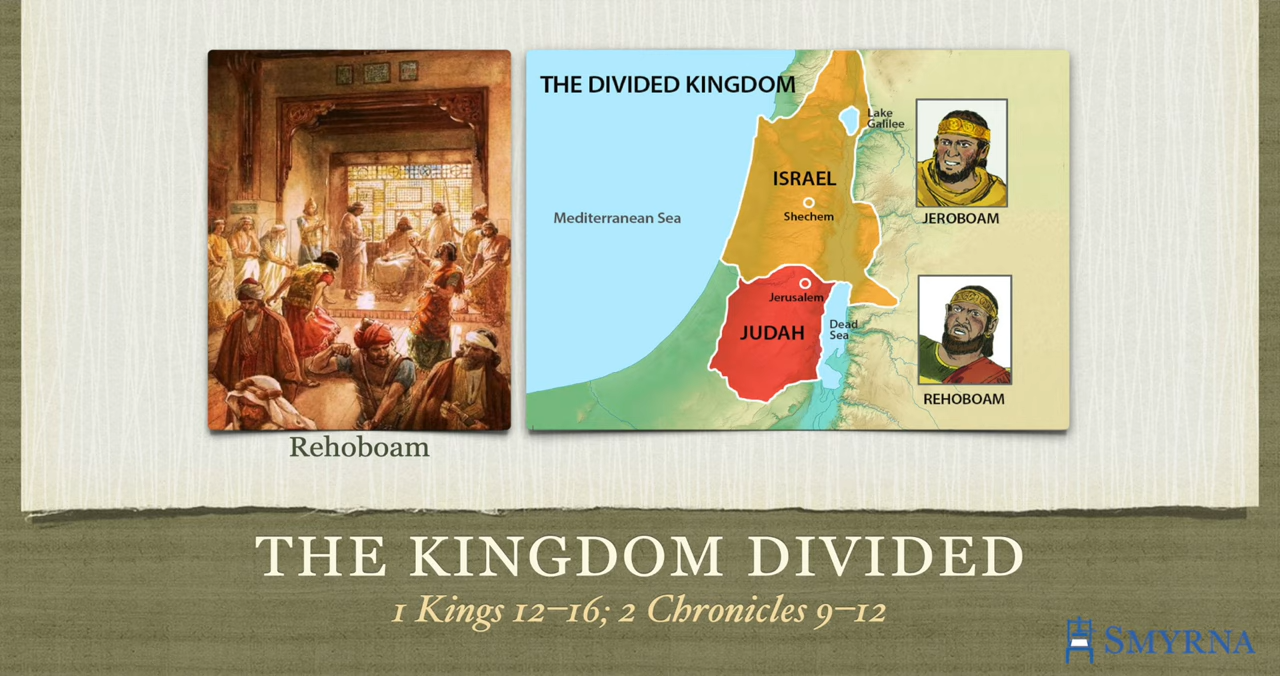 THE DIVIDED KINGDOM
Lake
Galilee
ISRAEL
Shechem
Mediterranean Sea
JEROBOAM
Jerusalem
JUDAH
Dead
Sea
REHOBOAM
Rehoboam
THE KINGDOM DIVIDED
1 Kings 12–16; 2 Chronicles 9–12
SMYRNA